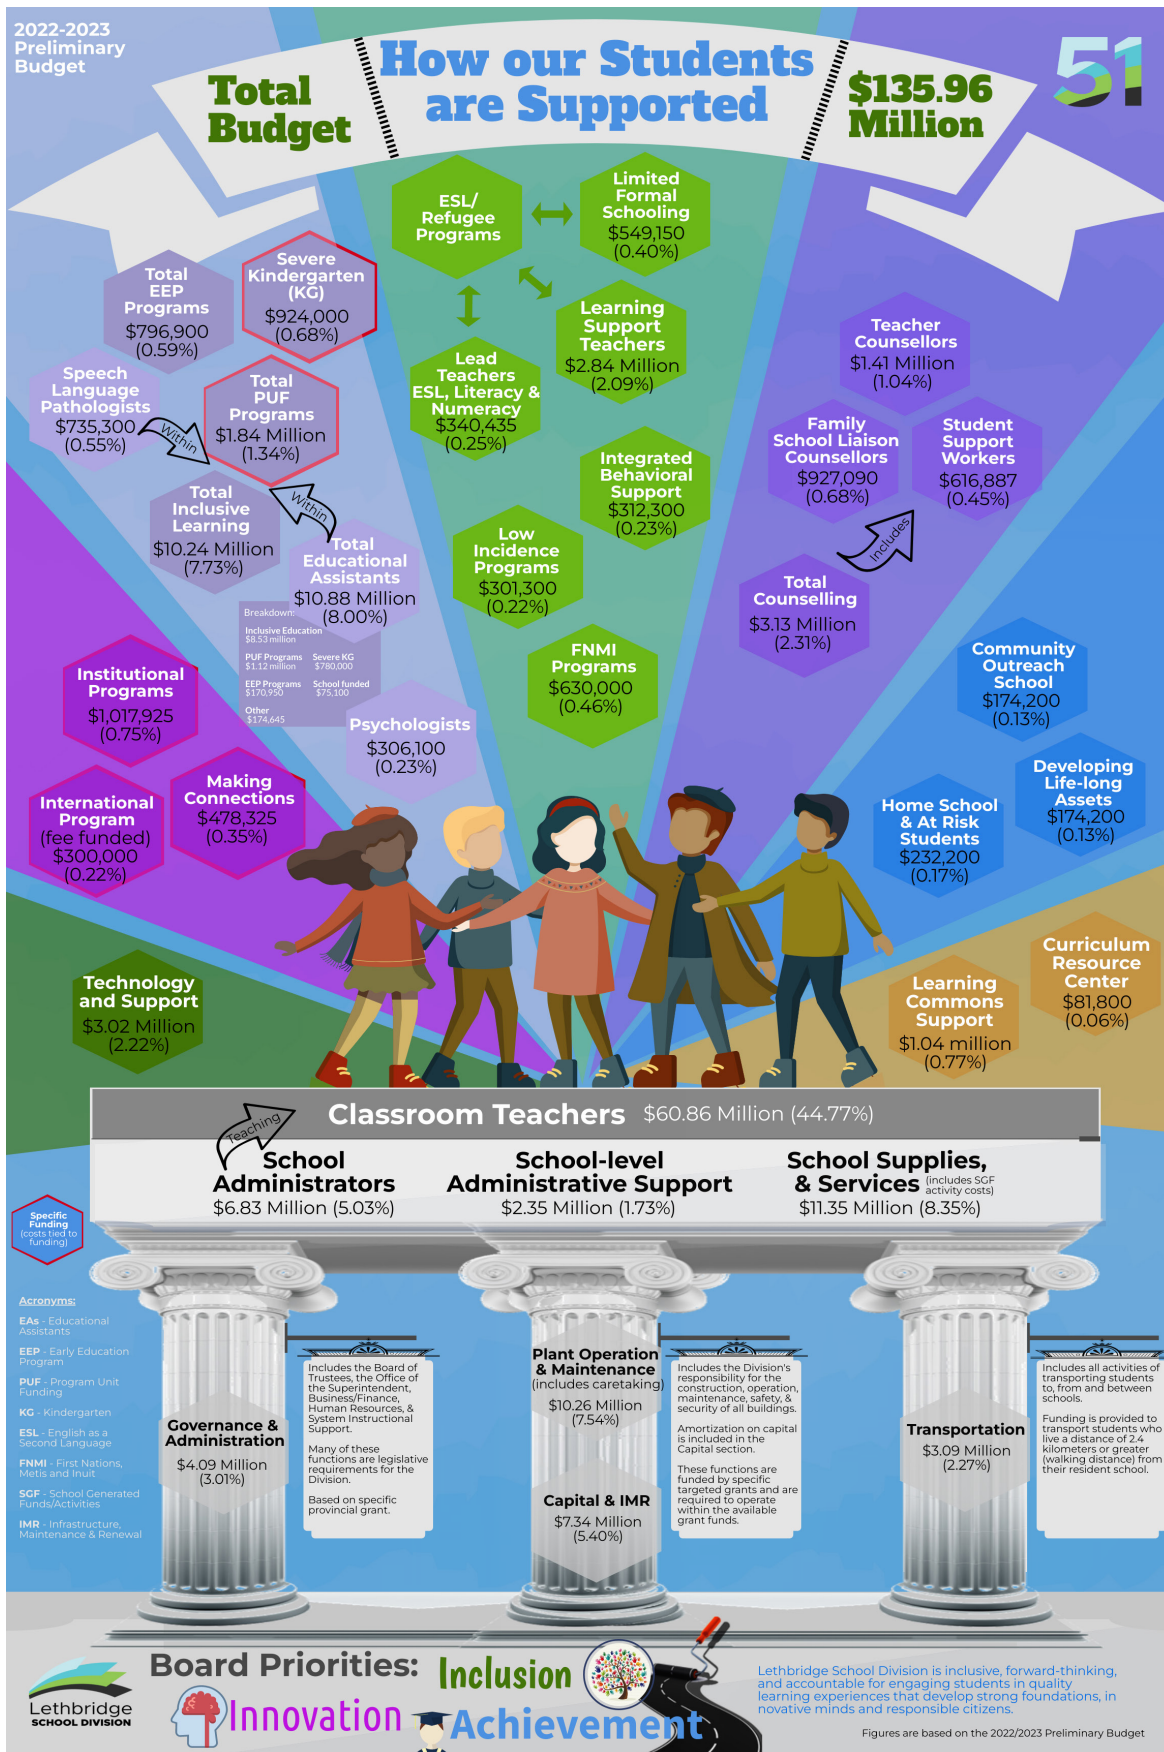 2022-2023
Preliminary
Budget
Total
Budget
How our Students
are Supported
$135.96
Million
51
ESL/
Refugee
Programs
Limited
Formal
Schooling
$549,150
(0.40%)
Learning
Support
Teachers
$2.84 Million
(2.09%)
Lead
Teachers
ESL, Literacy &
Numeracy
$340,435
(0.25%)
Integrated
Behavioral
Support
$312,300
(0.23%)
Low
Incidence
Programs
$301,300
(0.22%)
FNMI
Programs
$630,000
(0.46%)
Total
EEP
Programs
$796,900
(0.59%)
Severe
Kindergarten
(KG)
$924,000
(0.68%)
Speech
Language
Pathologists
$735,300
(0.55%)
Within
Total
PUF
Programs
$1.84 Million
(1.34%)
Total
Inclusive
Learning
$10.24 Million
(7.73%)
Within
Total
Educational
Assistants
$10.88 Million
(8.00%)
Breakdown:
Inclusive Education
$8.53 million
PUF Programs
$1.12 million
Severe KG
$780,000
EEP Programs
$170,950
School funded
$75,100
Other
$174,645
Psychologists
$306,100
(0.23%)
Teacher
Counsellors
$1.41 Million
(1.04%)
Family
School Liaison
Counsellors
$927,090
(0.68%)
Student
Support
Workers
$616,887
(0.45%)
Includes
Total
Counselling
$3.13 Million
(2.31%)
Institutional
Programs
$1,017,925
(0.75%)
Making
Connections
$478,325
(0.35%)
International
Program
(fee funded)
$300,000
(0.22%)
Community
Outreach
School
$174,200
(0.13%)
Developing
Life-long
Assets
$174,200
(0.13%)
Home School
& At Risk
Students
$232,200
(0.17%)
Technology
and Support
$3.02 Million
(2.22%)
Curriculum
Resource
Center
$81,800
(0.06%)
Learning
Commons
Support
$1.04 million
(0.77%)
Teaching
Classroom Teachers $60.86 Million (44.77%)
School
Administrators
$6.83 Million (5.03%)
School-level
Administrative Support
$2.35 Million (1.73%)
School Supplies,
& Services (includes SGF
activity costs)
$11.35 Million (8.35%)
Specific
Funding
(costs tied to
funding)
Acronyms:
EAs - Educational
Assistants
EEP - Early Education
Program
PUF - Program Unit
Funding
KG - Kindergarten
ESL - English as a
Second Language
FNMI - First Nations,
Metis and Inuit
SGF - School Generated
Funds/Activities
IMR - Infrastructure,
Maintenance & Renewal
Governance &
Administration
$4.09 Million
(3.01%)
Includes the Board of
Trustees, the Office of
the Superintendent,
Business/Finance,
Human Resources, &
System Instructional
Support.
Many of these
functions are legislative
requirements for the
Division.
Based on specific
provincial grant.
Plant Operation
& Maintenance
(includes caretaking)
$10.26 Million
(7.54%)
Capital & IMR
$7.34 Million
(5.40%)
Includes the Division's
responsibility for the
construction, operation,
maintenance, safety, &
security of all buildings.
Amortization on capital
is included in the
Capital section.
These functions are
funded by specific
targeted grants and are
required to operate
within the available
grant funds.
Transportation
$3.09 Million
(2.27%)
Includes all activities of
transporting students
to, from and between
schools.
Funding is provided to
transport students who
live a distance of 2.4
kilometers or greater
(walking distance) from
their resident school.
Lethbridge
SCHOOL DIVISION
Board Priorities:
Inclusion
Innovation
Achievement
Lethbridge School Division is inclusive, forward-thinking,
and accountable for engaging students in quality
learning experiences that develop strong foundations, in
novative minds and responsible citizens.
Figures are based on the 2022/2023 Preliminary Budget